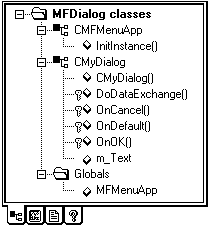 MFDialog classes
CMFMenuApp
InitInstance()
CMyDialog
CMyDialog()
DoDataExchange()
OnCancel()
OnDefault()
OnOK()
m_Text
Globals
MFMenuApp
?